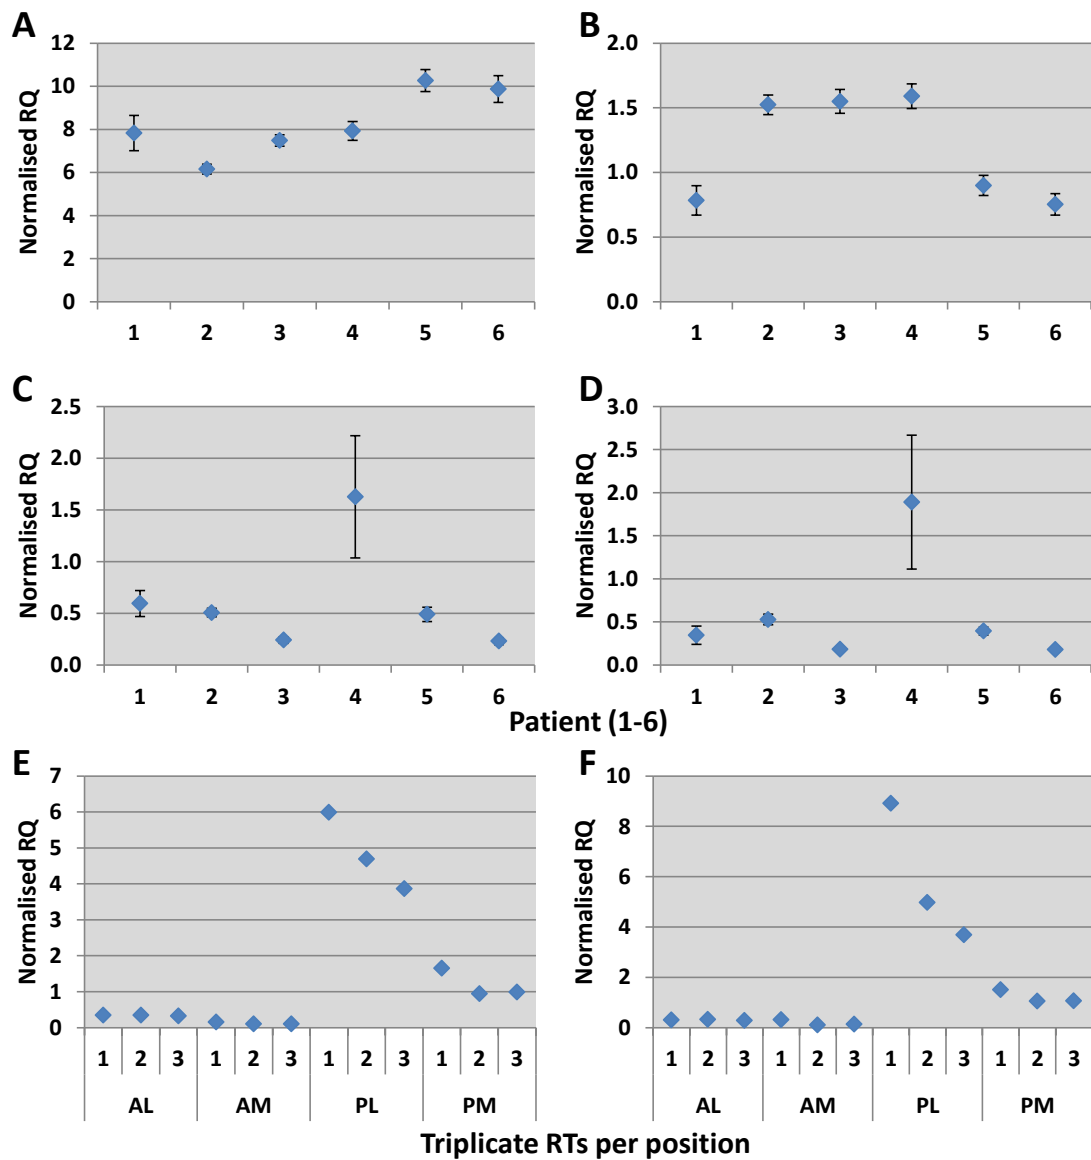 A B
12 2.0
10 1.5
8
6 1.0
4 0.5
2
0 0.0
Normalised RQ Normalised RQ
1 2 3 4 5 6 1 2 3 4 5 6
C D
2.5 3.0
2.0 2.5
1.5 2.0
1.0 1.5
0.5 1.0
0.0 0.5
0.0
Normalised RQ Normalised RQ
1 2 3 4 5 6 1 2 3 4 5 6
Patient (1-6)
E F
7 10
6 8
5 6
4 4
3 2
2 0
1
0
Normalised RQ Normalised RQ
1 2 3 1 2 3 1 2 3 1 2 3 1 2 3 1 2 3 1 2 3 1 2 3
AL AM PL PM AL AM PL PM
Triplicate RTs per position